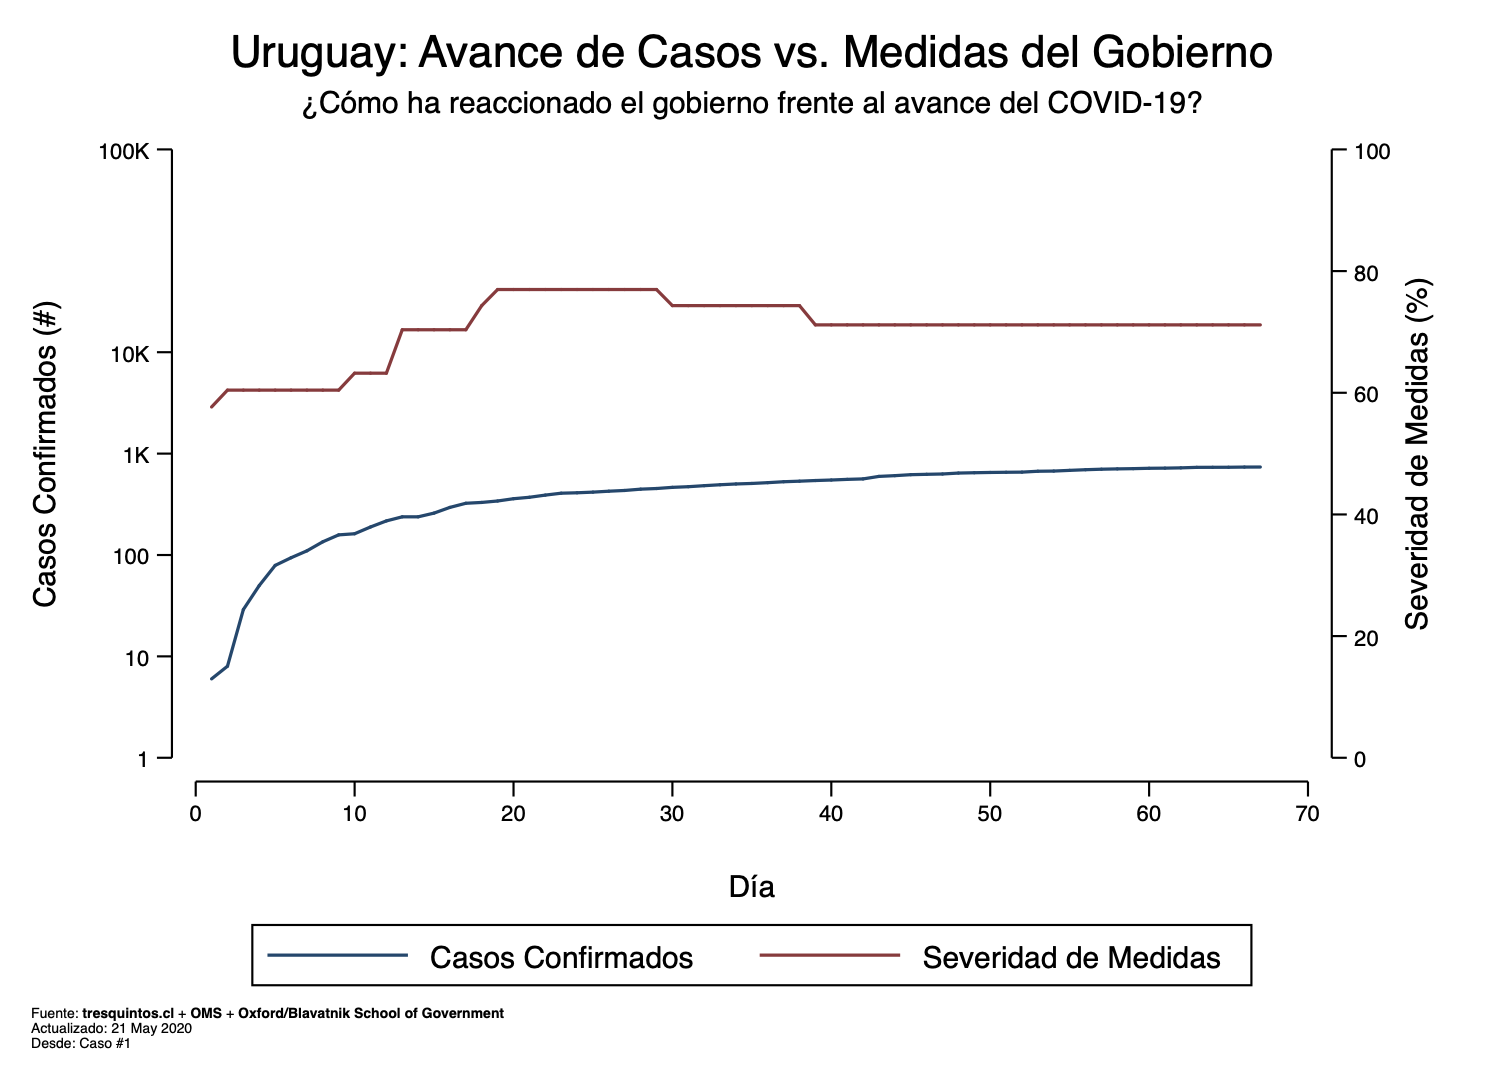 Uruguay: Avance de Casos vs. Medidas del Gobierno
¿Cómo ha reaccionado el gobierno frente al avance del COVID-19?
Casos Confirmados (#)
100K
10K
1K
100
10
1
100
80
60
40
20
0
Severidad de Medidas (%)
0 10 20 30 40 50 60 70
Día
Casos Confirmados Severidad de Medidas
Fuente: tresquintos.cl + OMS + Oxford/Blavatnik School of Government
Actualizado: 21 May 2020
Desde: Caso #1